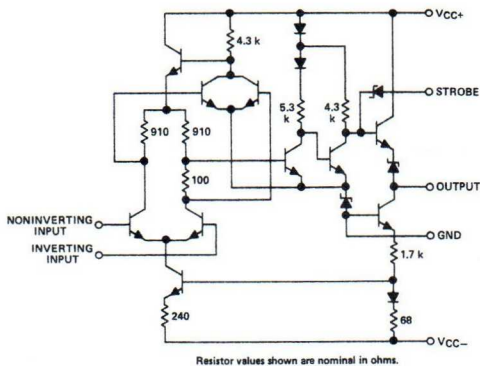 VCC+
4.3 k
STROBE
5.3 k
4.3 k
910
910
100
OUTPUT
NONINVERTING INPUT
GND
INVERTING INPUT
1.7 k
240
68
VCC–
Resistor values shown are nominal in ohms.